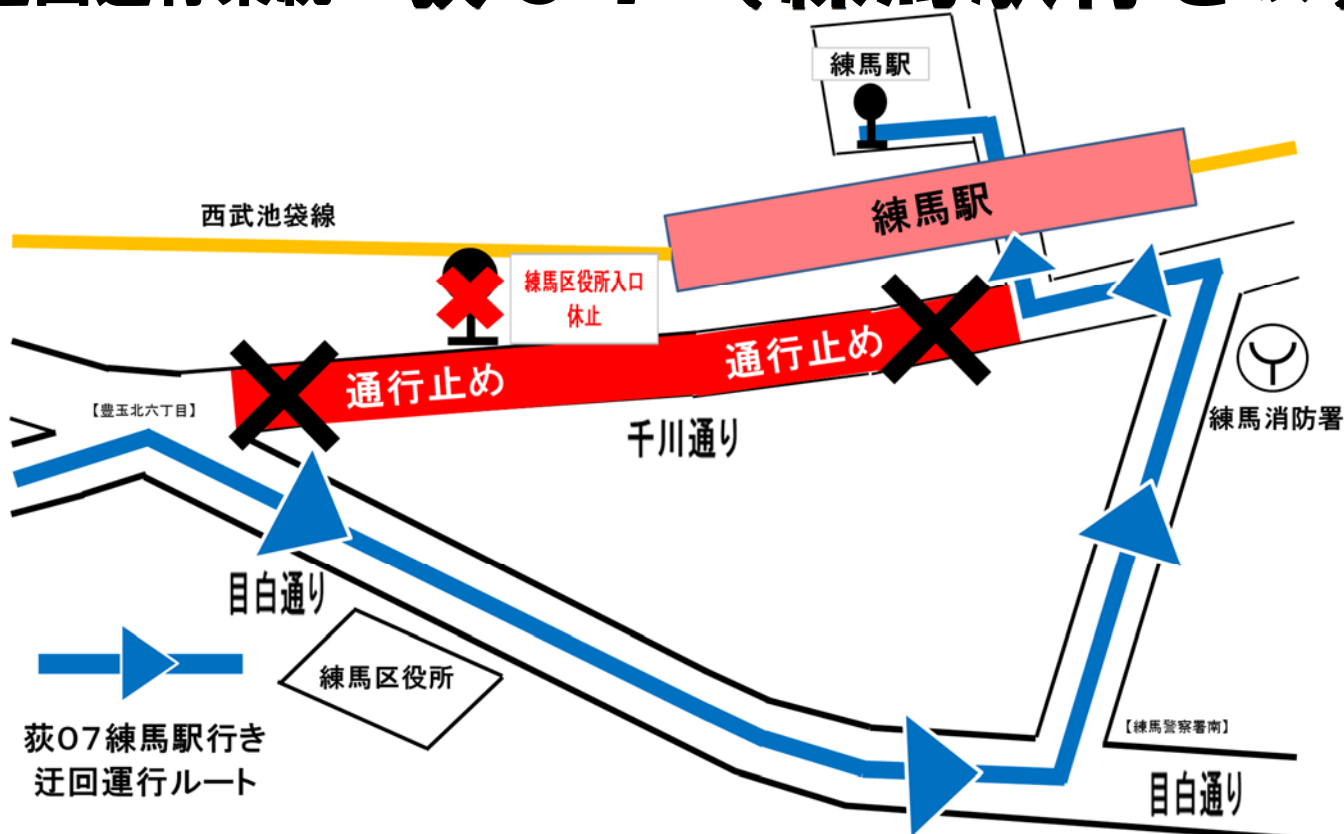 練馬駅
練馬駅
西武池袋線
練馬区役所入口
休止
通行止め
通行止め
【豊玉北六丁目】
千川通り
練馬消防署
目白通り
練馬区役所
荻07練馬駅行き
迂回運行ルート
【練馬警察署南】
目白通り